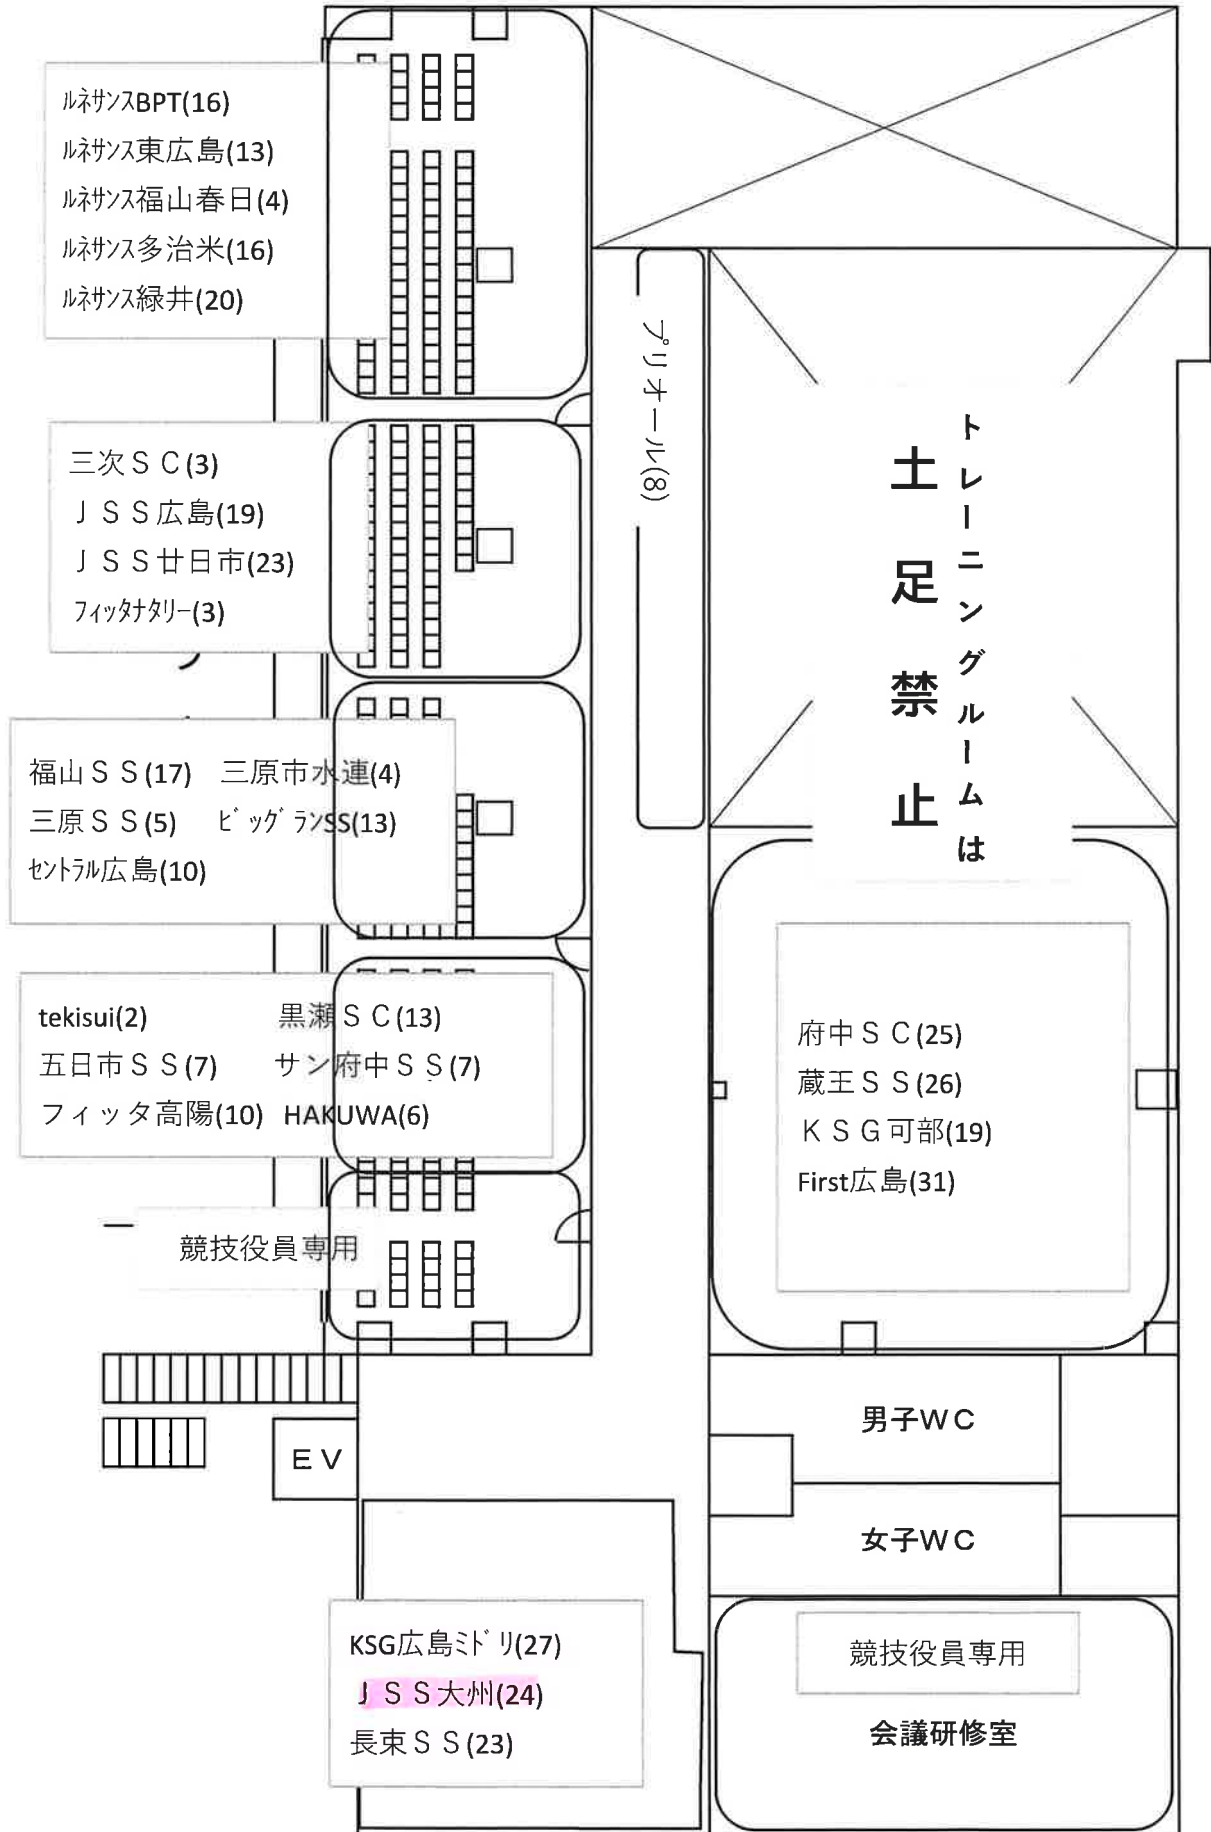 ルネサンスBPT(16)
ルネサンス東広島(13)
ルネサンス福山春日(4)
ルネサンス多治米(16)
ルネサンス緑井(20)
プリオール(8)
トレーニングルームは
土足禁止
三次ＳＣ(3)
ＪＳＳ広島(19)
ＪＳＳ廿日市(23)
フィッタナタリー(3)
福山ＳＳ(17) 三原市水連(4)
三原ＳＳ(5) ビッグランSS(13)
セントラル広島(10)
tekisui(2) 黒瀬ＳＣ(13)
五日市ＳＳ(7) サン府中ＳＳ(7)
フィッタ高陽(10) HAKUWA(6)
府中ＳＣ(25)
蔵王ＳＳ(26)
ＫＳＧ可部(19)
First広島(31)
競技役員専用
男子ＷＣ
ＥＶ
女子ＷＣ
KSG広島ミドリ(27)
ＪＳＳ大州(24)
長束ＳＳ(23)
競技役員専用
会議研修室